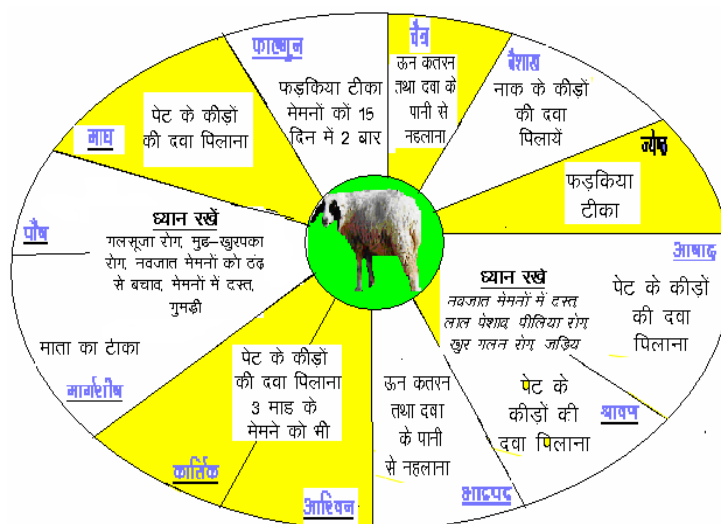 चैत्र
ऊन कतरन
तथा दवा के
पानी से
नहलाना
बैशाख
नाक के कीड़ों
की दवा
पिलायें
ज्येष्ठ
फड़किया
टीका
आषाढ़
पेट के कीड़ों
की दवा
पिलाना
ध्यान रखें
नवजात मेमनों में दस्त,
लाल पेशाव, पीलिया रोग,
खुर गलन रोग, जड़िय
श्रावण
पेट के
कीड़ों की
दवा पिलाना
भाद्रपद
ऊन कतरन
तथा दवा
के पानी
से नहलाना
आश्विन
पेट के कीड़ों
की दवा पिलाना
3 माड के
मेमने को भी
कार्तिक
मार्गशीष
माता का टीाका
पौष
ध्यान रखें
गलसूजा रोग, मुह–खुरपका
रोग, नवजात मेमनों को ठंढ़
से बचाव, मेमनों में दस्त,
गुमड़ी
माघ
पेट के कीड़ों
की दवा पिलाना
फाल्गुन
फड़किया टीका
मेमनों कों 15
दिन में 2 बार